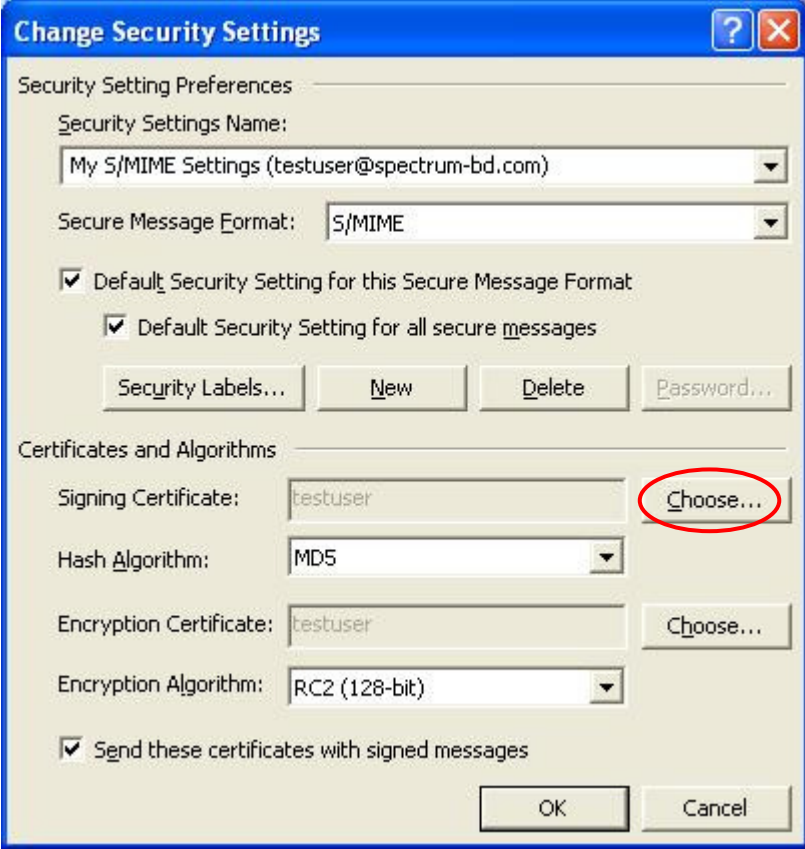 Change Security Settings
Security Setting Preferences
Security Settings Name:
My S/MIME Settings (testuser@spectrum-bd.com)
Secure Message Format: S/MIME
Default Security Setting for this Secure Message Format
Default Security Setting for all secure messages
Security Labels... New Delete Password...
Certificates and Algorithms
Signing Certificate: testuser Choose...
Hash Algorithm: MD5
Encryption Certificate: testuser Choose...
Encryption Algorithm: RC2 (128-bit)
Send these certificates with signed messages
OK Cancel